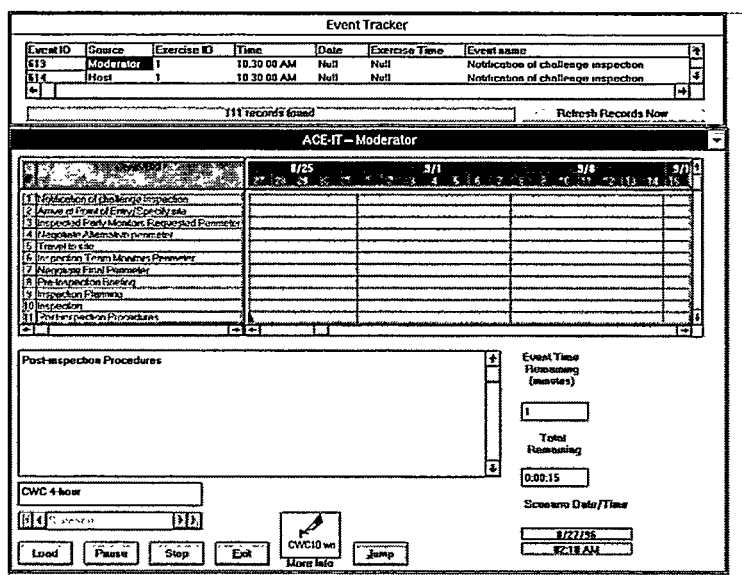 Event Tracker
Event ID Source Exercise ID Time Date Exercise Time Event name
613 Moderator 1 10:30:00 AM Null Null Notification of challenge inspection
614 Host 1 10:30:00 AM Null Null Notification of challenge inspection
111 records found Refresh Records Now
ACE-IT – Moderator
8/25 9/1 9/8 9/1
1 Notification of challenge Inspection
2 Arrive at Point of Entry/Specify site
3 Inspected Party Monitors Requested Perimeter
4 Negotiate Alternative perimeter
5 Travel to site
6 Inspection Team Monitors Perimeter
7 Negotiate Final Perimeter
8 Pre-Inspection Briefing
9 Inspection Planning
10 Inspection
11 Post-inspection Procedures
Post-inspection Procedures
Event Time
Remaining
(minutes)
1
Total
Remaining
0:00:15
CWC 4-hour
Scenario Date/Time
8/27/96
02:18 AM
CWC10.wri
Load Pause Stop Exit More Info Jump